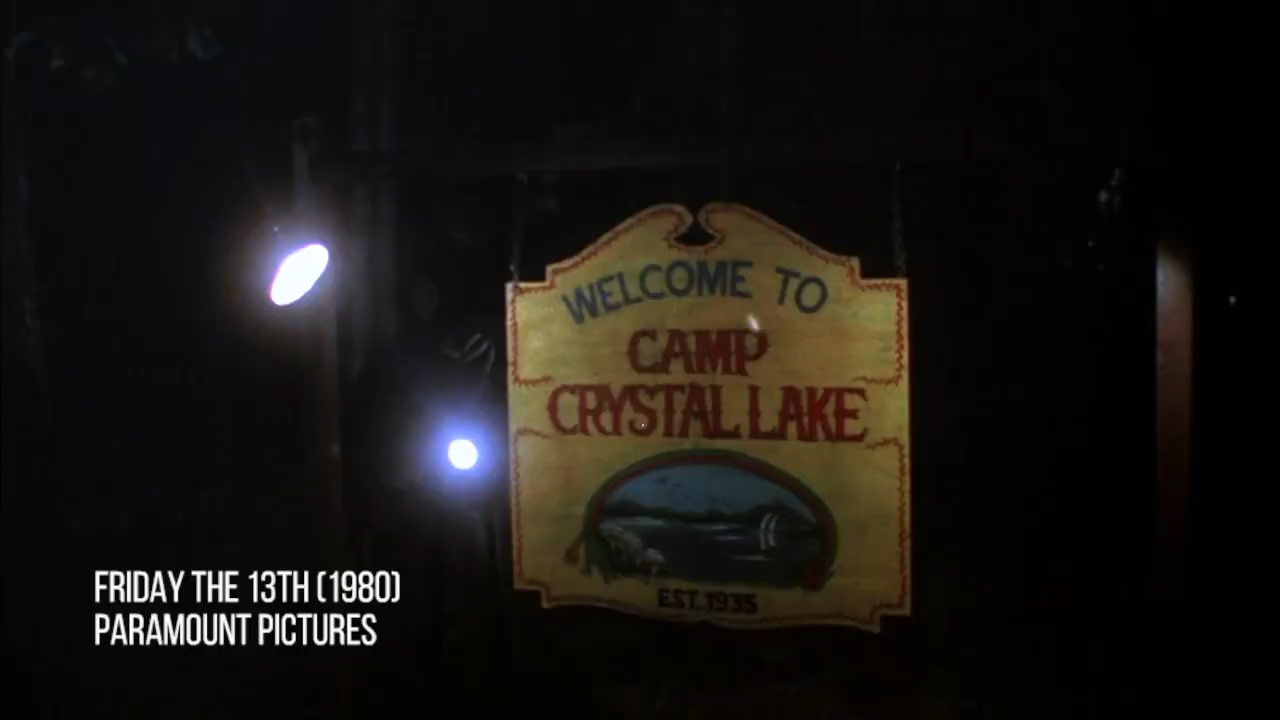 WELCOME TO
CAMP
CRYSTAL LAKE
EST. 1935
FRIDAY THE 13TH (1980)
PARAMOUNT PICTURES